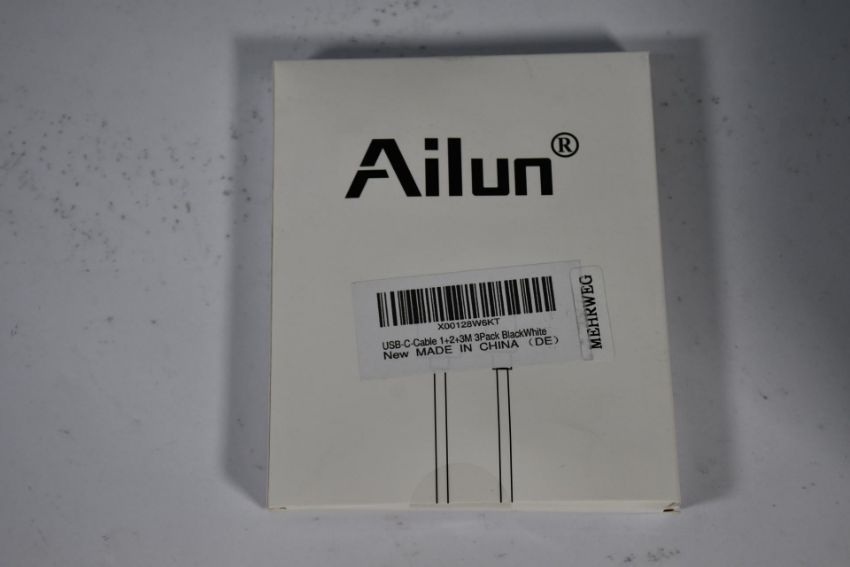 Ailun®
X00128W6KT
USB-C-Cable 1+2+3M 3Pack BlackWhite
New MADE IN CHINA (DE)
MEHRWEG